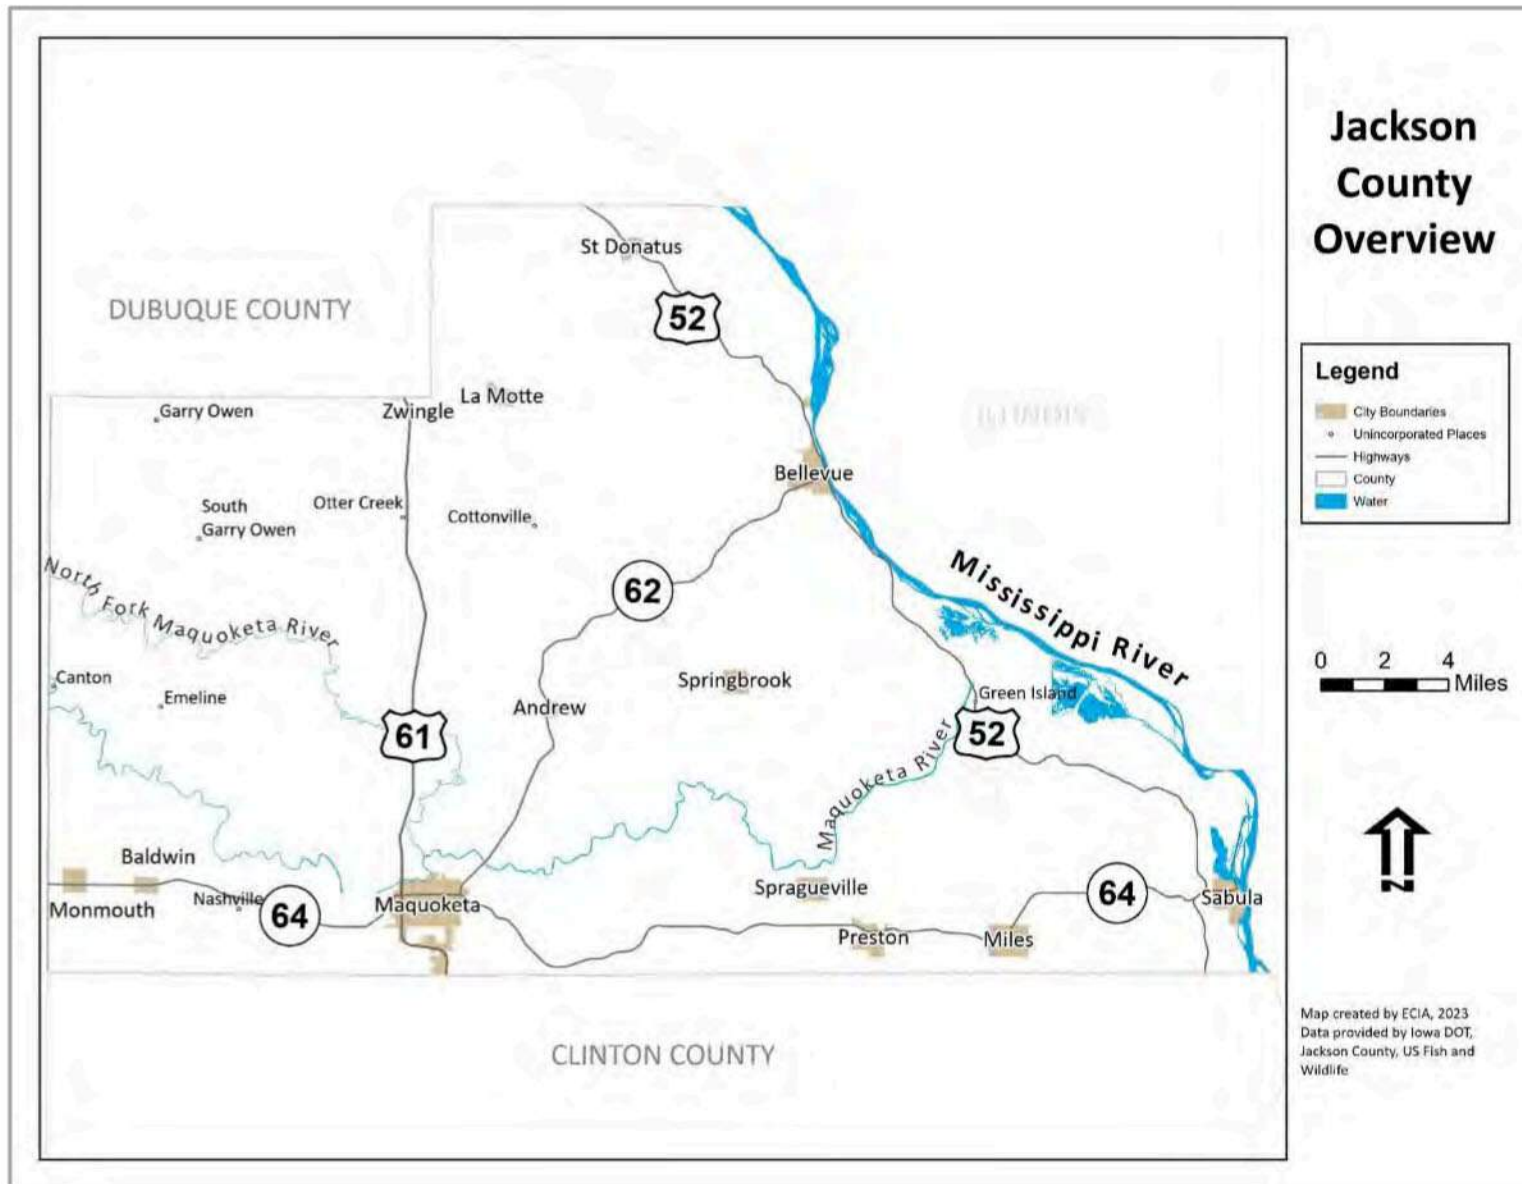 Jackson
County
Overview
St Donatus
DUBUQUE COUNTY
52
La Motte
Garry Owen
Zwingle
ILLINOIS
Bellevue
South
Garry Owen
Otter Creek
Cottonville
North Fork Maquoketa River
62
Mississippi River
Canton
Emeline
Springbrook
Andrew
Green Island
61
52
Maquoketa River
Baldwin
Monmouth
Nashville
64
Maquoketa
Spragueville
64
Sabula
Preston
Miles
CLINTON COUNTY
Legend
City Boundaries
Unincorporated Places
Highways
County
Water
0 2 4
Miles
N
Map created by ECIA, 2023
Data provided by Iowa DOT,
Jackson County, US Fish and
Wildlife